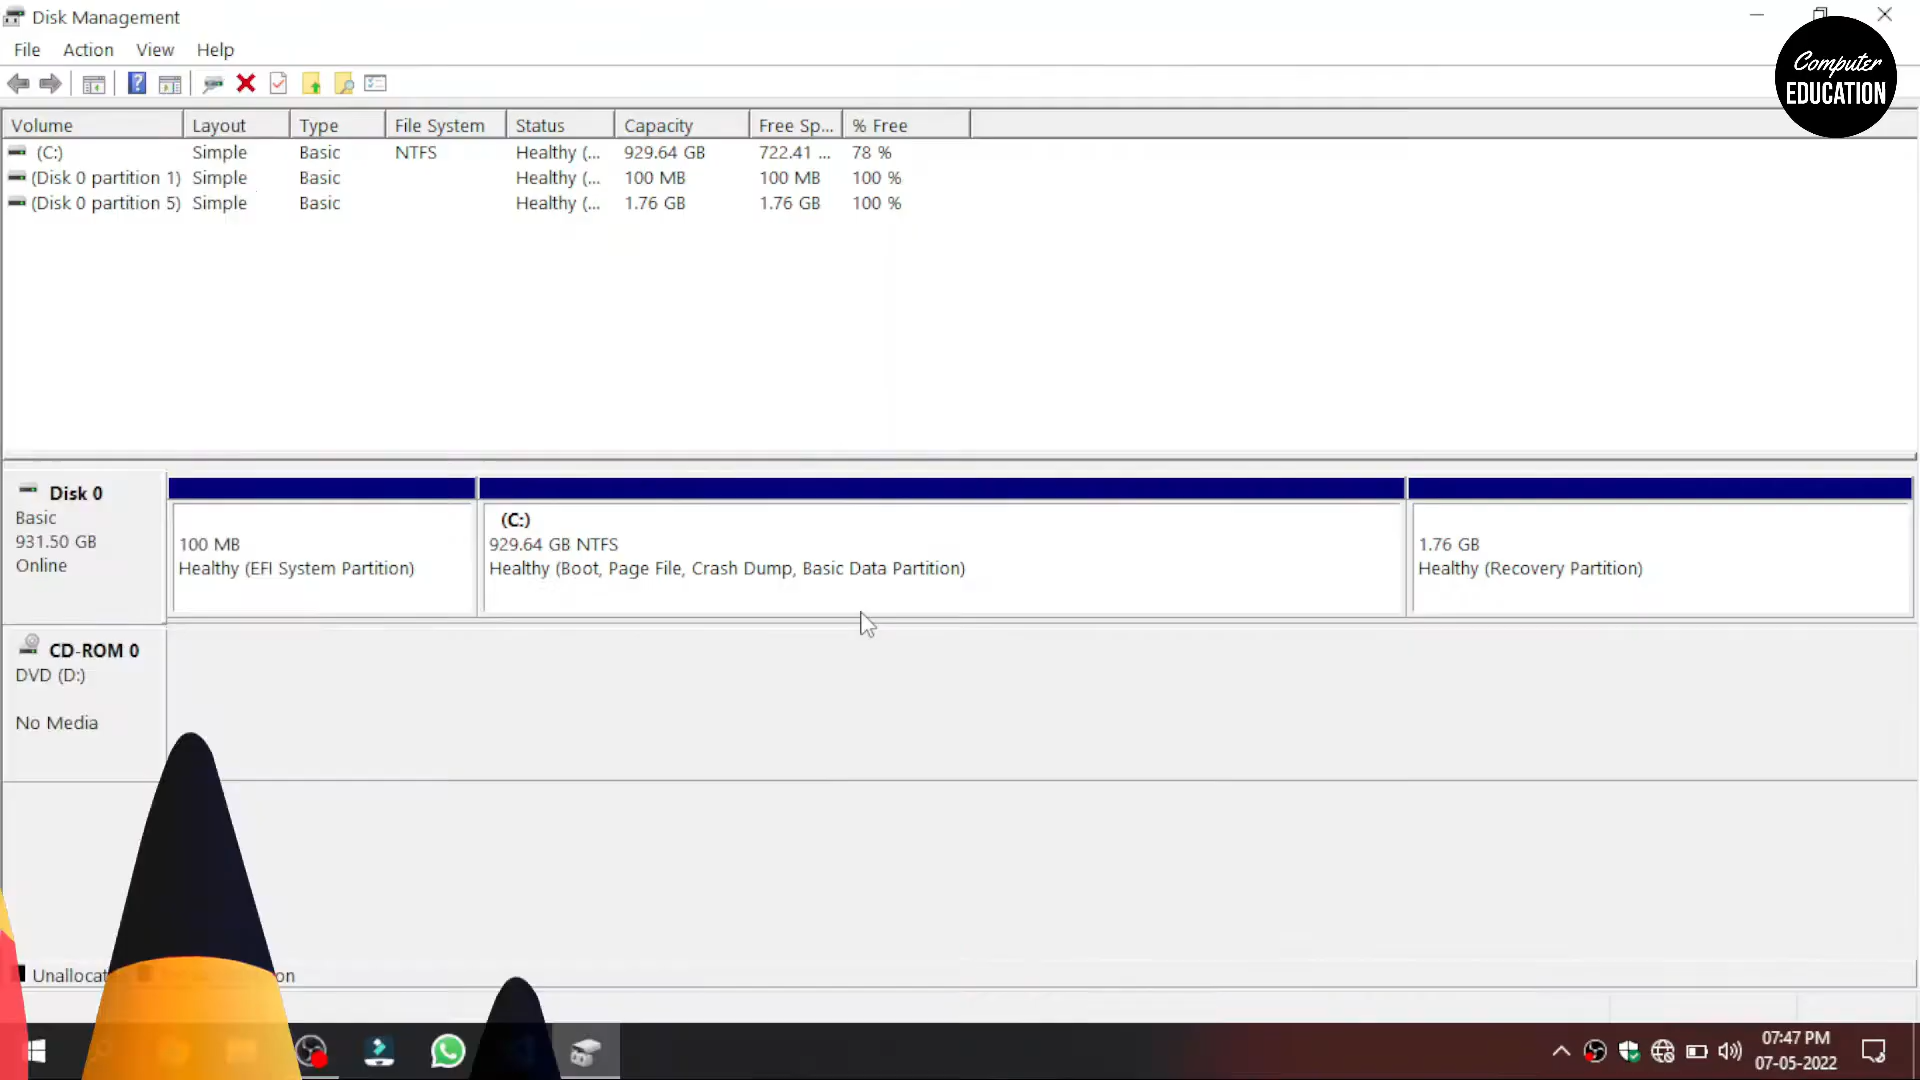 Disk Management
File Action View Help
Computer
EDUCATION
Volume Layout Type File System Status Capacity Free Sp... % Free
(C:) Simple Basic NTFS Healthy (... 929.64 GB 722.41 ... 78 %
(Disk 0 partition 1) Simple Basic Healthy (... 100 MB 100 MB 100 %
(Disk 0 partition 5) Simple Basic Healthy (... 1.76 GB 1.76 GB 100 %
Disk 0
Basic
931.50 GB
Online
100 MB
Healthy (EFI System Partition)
(C:)
929.64 GB NTFS
Healthy (Boot, Page File, Crash Dump, Basic Data Partition)
1.76 GB
Healthy (Recovery Partition)
CD-ROM 0
DVD (D:)
No Media
07:47 PM
07-05-2022